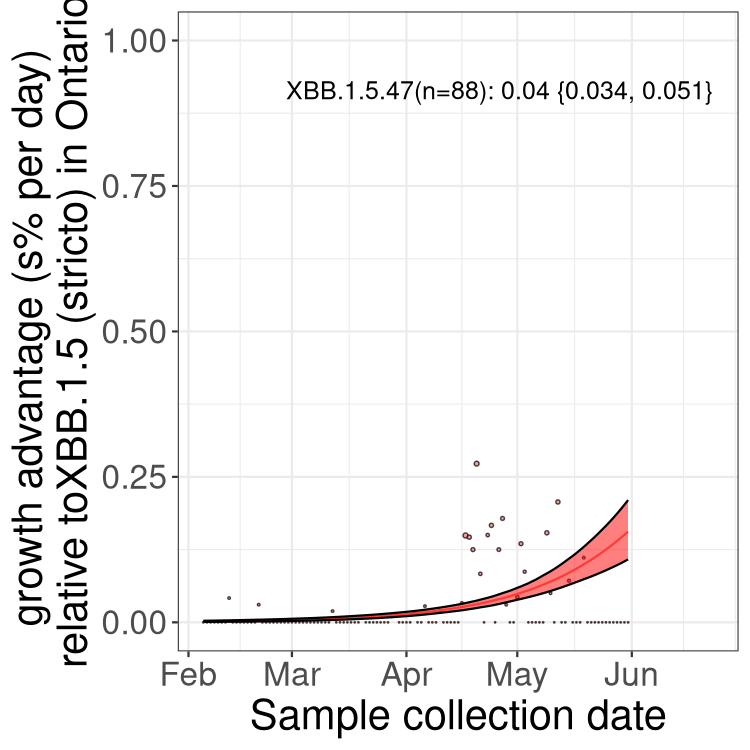 growth advantage (s% per day)
relative toXBB.1.5 (stricto) in Ontario
1.00
0.75
0.50
0.25
0.00
XBB.1.5.47(n=88): 0.04 {0.034, 0.051}
Feb Mar Apr May Jun
Sample collection date